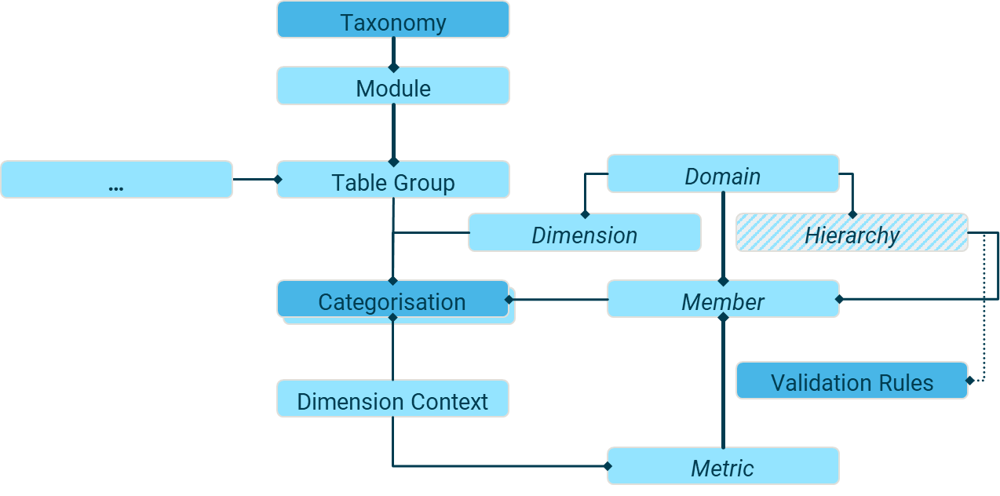 Taxonomy
Module
...
Table Group
Domain
Dimension
Hierarchy
Categorisation
Member
Validation Rules
Dimension Context
Metric